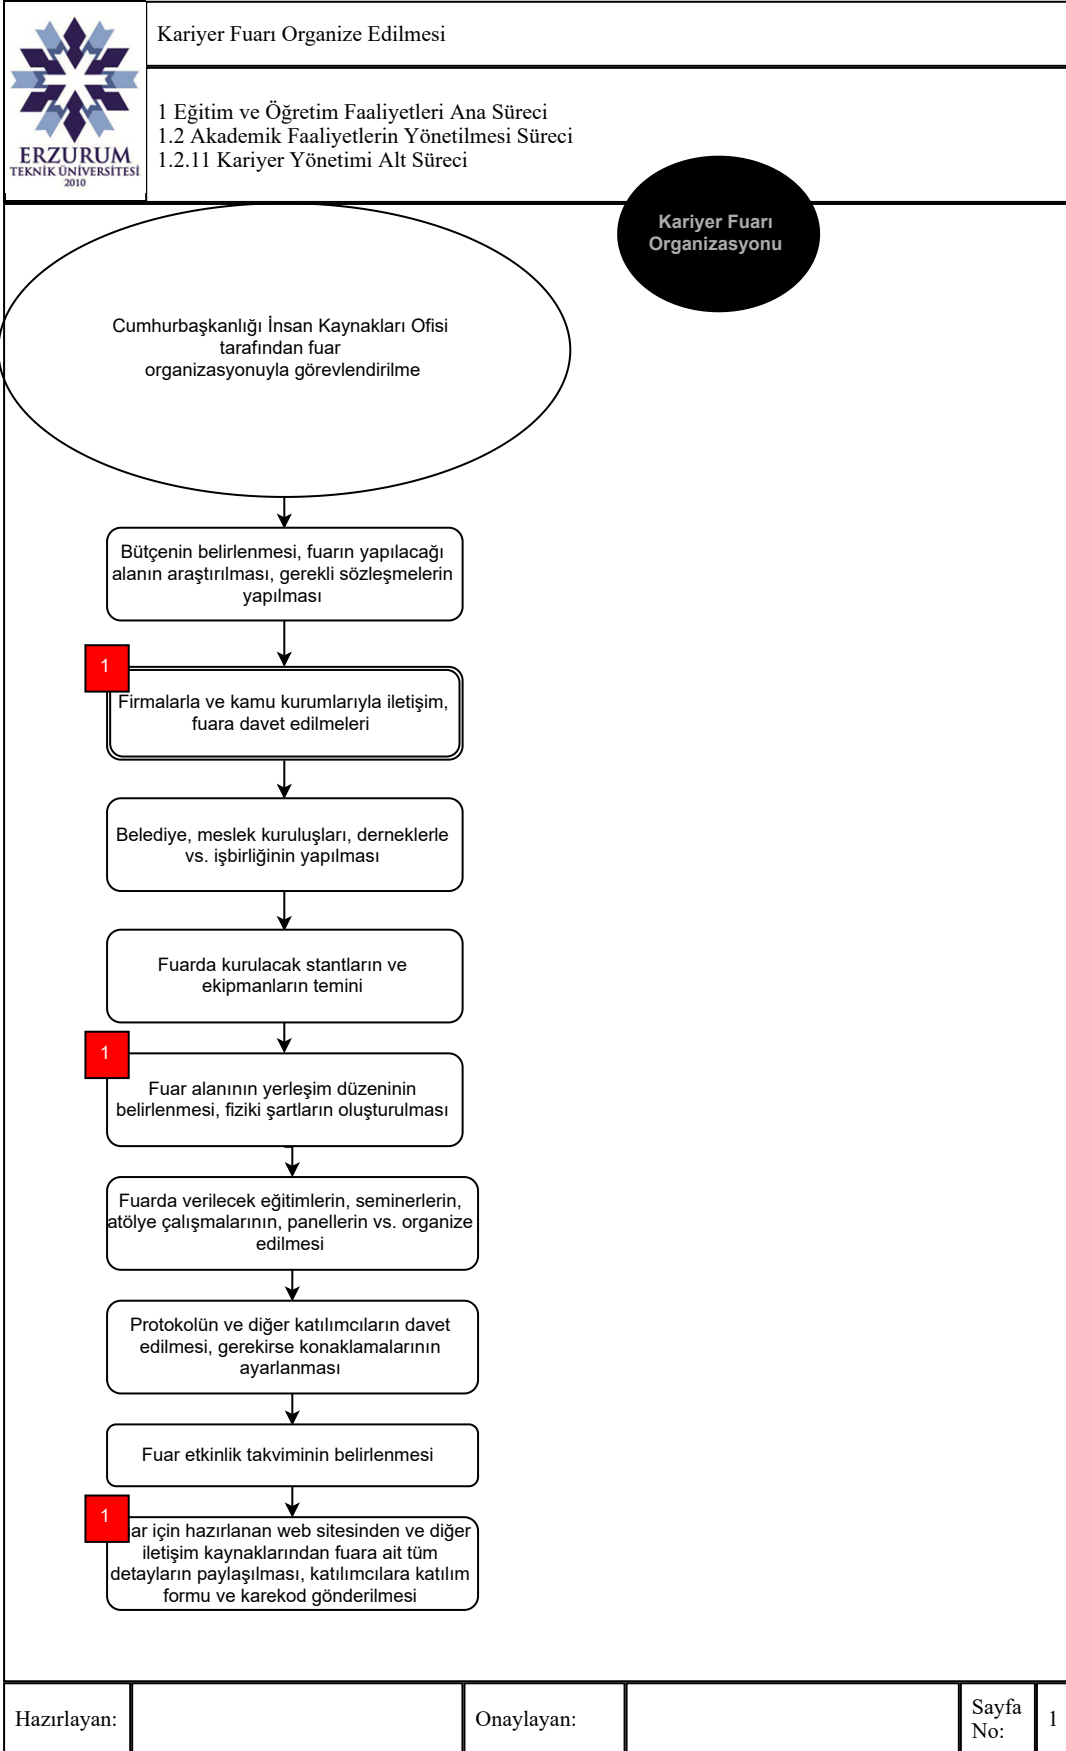 Kariyer Fuarı Organize Edilmesi
ERZURUM
TEKNİK ÜNİVERSİTESİ
2010
1 Eğitim ve Öğretim Faaliyetleri Ana Süreci
1.2 Akademik Faaliyetlerin Yönetilmesi Süreci
1.2.11 Kariyer Yönetimi Alt Süreci
Kariyer Fuarı
Organizasyonu
Cumhurbaşkanlığı İnsan Kaynakları Ofisi
tarafından fuar
organizasyonuyla görevlendirilme
Bütçenin belirlenmesi, fuarın yapılacağı
alanın araştırılması, gerekli sözleşmelerin
yapılması
1
Firmalarla ve kamu kurumlarıyla iletişim,
fuara davet edilmeleri
Belediye, meslek kuruluşları, derneklerle
vs. işbirliğinin yapılması
Fuarda kurulacak stantların ve
ekipmanların temini
1
Fuar alanının yerleşim düzeninin
belirlenmesi, fiziki şartların oluşturulması
Fuarda verilecek eğitimlerin, seminerlerin,
atölye çalışmalarının, panellerin vs. organize
edilmesi
Protokolün ve diğer katılımcıların davet
edilmesi, gerekirse konaklamalarının
ayarlanması
Fuar etkinlik takviminin belirlenmesi
1
ar için hazırlanan web sitesinden ve diğer
iletişim kaynaklarından fuara ait tüm
detayların paylaşılması, katılımcılara katılım
formu ve karekod gönderilmesi
Hazırlayan:
Onaylayan:
Sayfa
No:
1